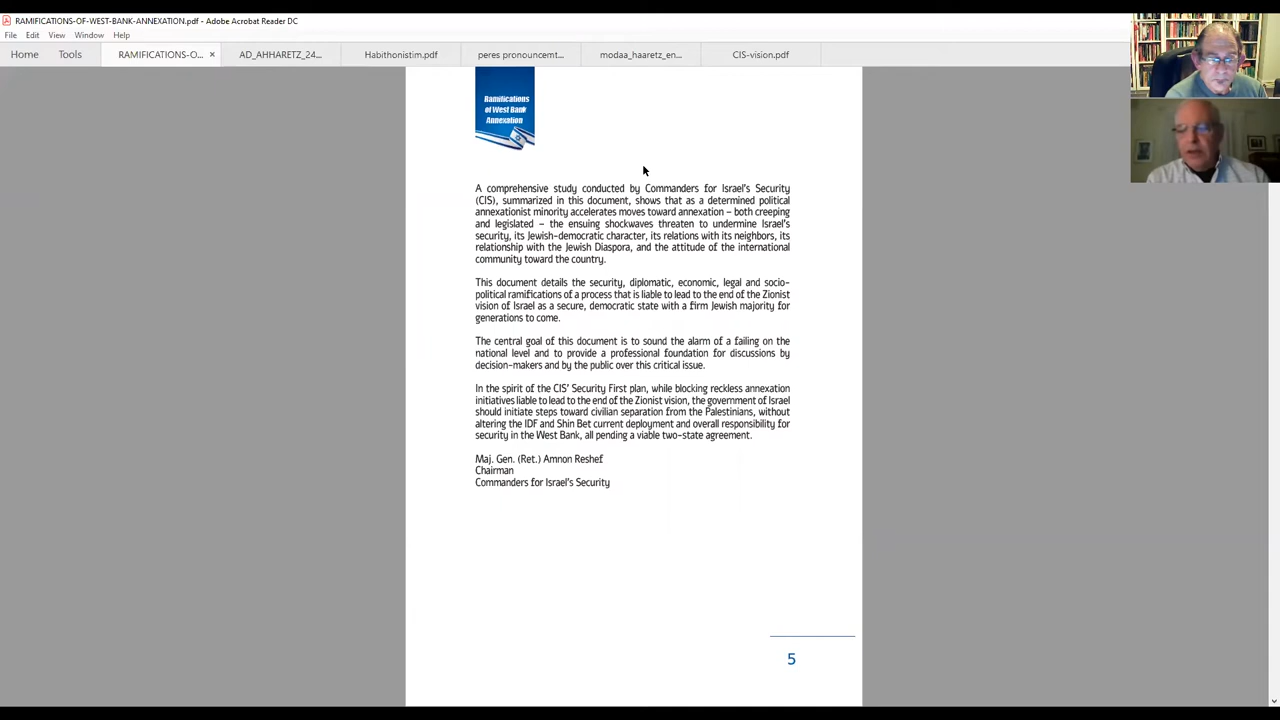 RAMIFICATIONS-OF-WEST-BANK-ANNEXATION.pdf - Adobe Acrobat Reader DC
File Edit View Window Help
Home Tools RAMIFICATIONS-O... × AD_AHHARETZ_24... Habithonistim.pdf peres pronouncemt... modaa_haaretz_en... CIS-vision.pdf
Ramifications
of West Bank
Annexation
A comprehensive study conducted by Commanders for Israel's Security
(CIS), summarized in this document, shows that as a determined political
annexationist minority accelerates moves toward annexation – both creeping
and legislated – the ensuing shockwaves threaten to undermine Israel's
security, its Jewish-democratic character, its relations with its neighbors, its
relationship with the Jewish Diaspora, and the attitude of the international
community toward the country.
This document details the security, diplomatic, economic, legal and socio-
political ramifications of a process that is liable to lead to the end of the Zionist
vision of Israel as a secure, democratic state with a firm Jewish majority for
generations to come.
The central goal of this document is to sound the alarm of a failing on the
national level and to provide a professional foundation for discussions by
decision-makers and by the public over this critical issue.
In the spirit of the CIS' Security First plan, while blocking reckless annexation
initiatives liable to lead to the end of the Zionist vision, the government of Israel
should initiate steps toward civilian separation from the Palestinians, without
altering the IDF and Shin Bet current deployment and overall responsibility for
security in the West Bank, all pending a viable two-state agreement.
Maj. Gen. (Ret.) Amnon Reshef
Chairman
Commanders for Israel's Security
5